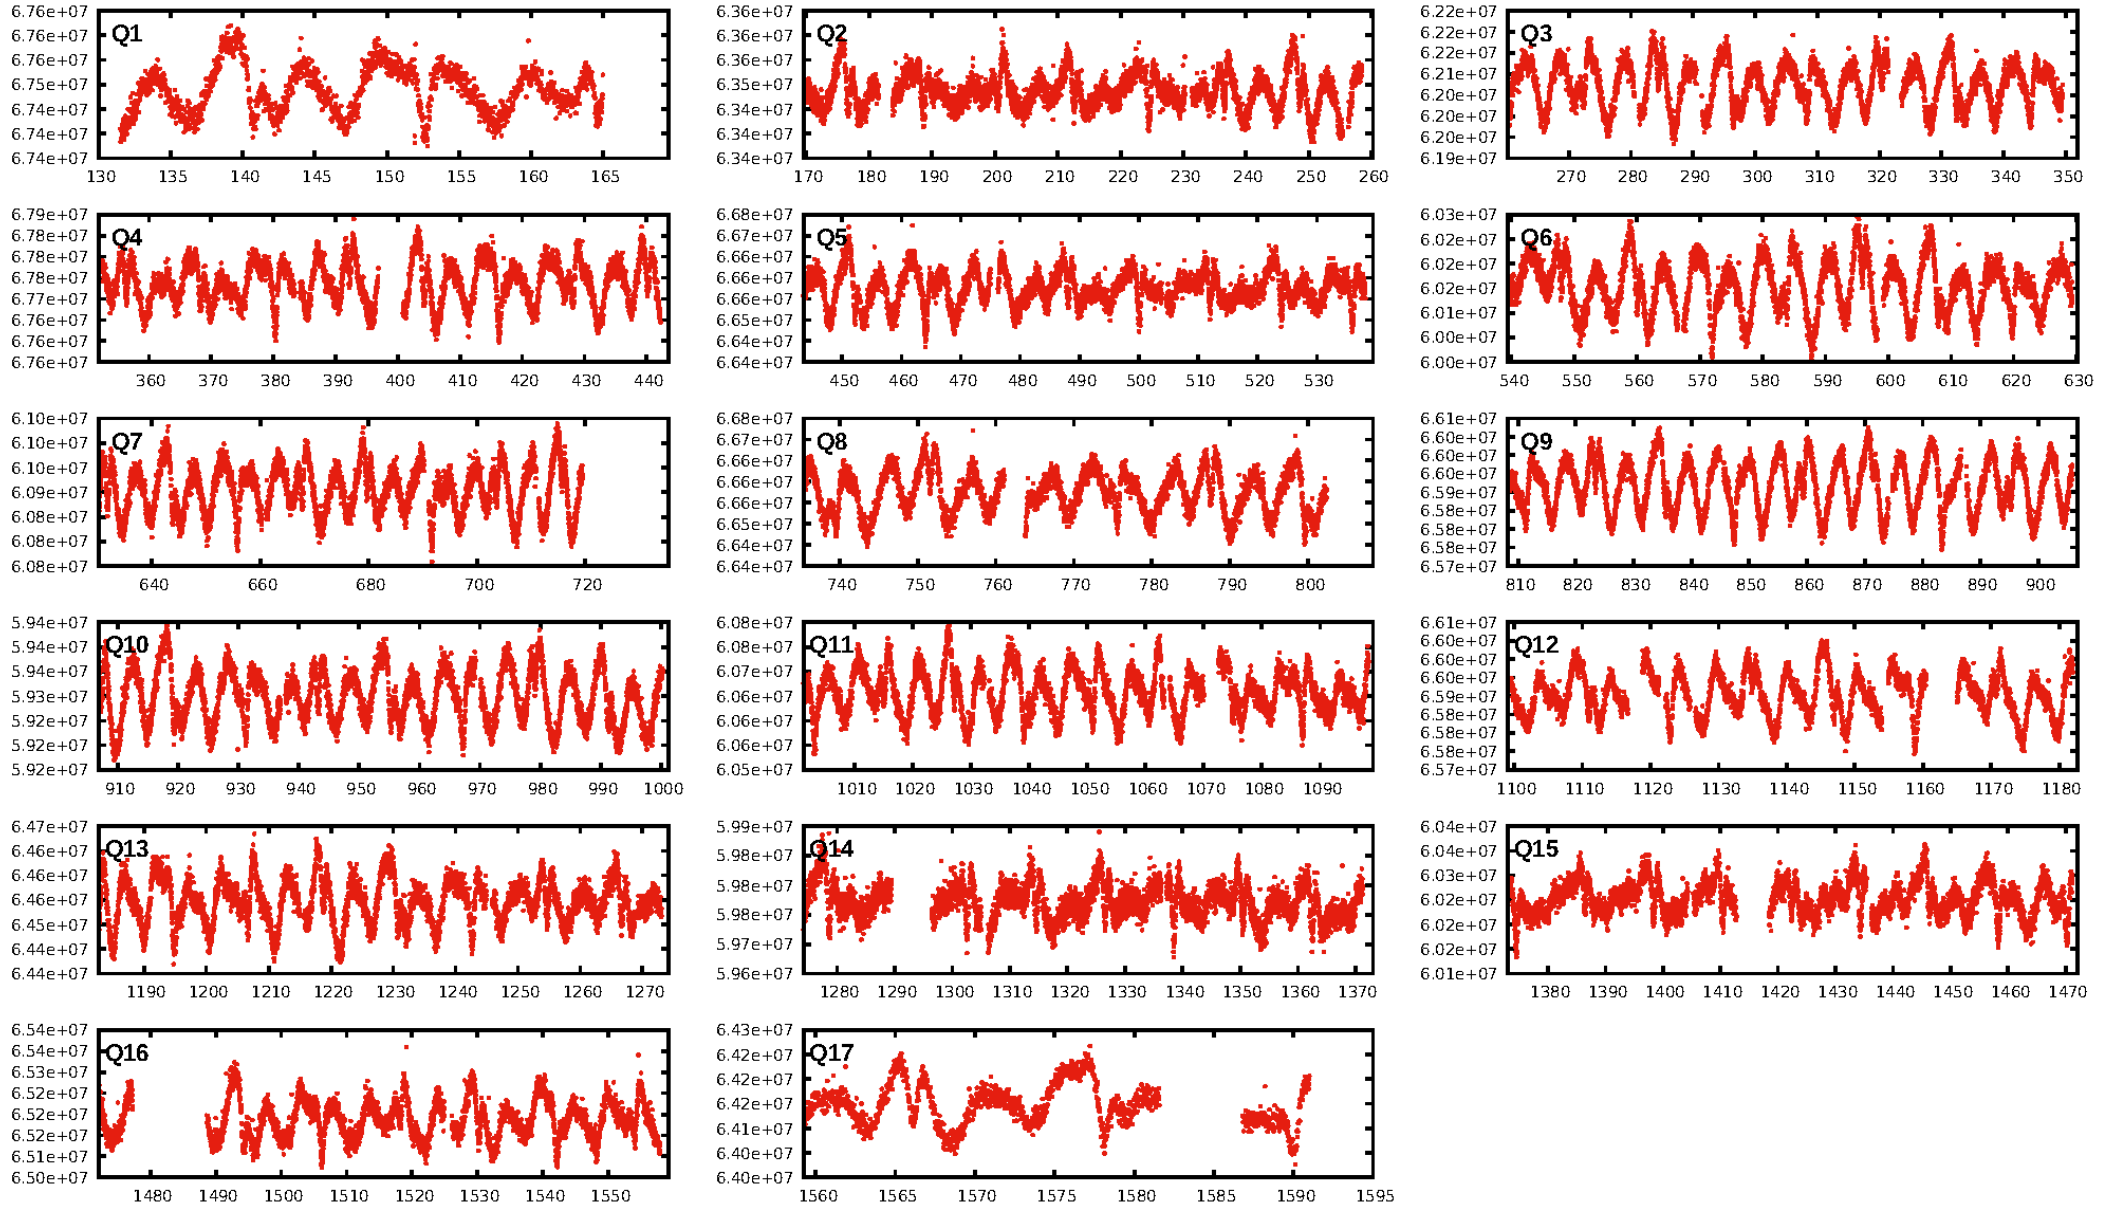 6.76e+07
6.76e+07
6.76e+07
6.75e+07
6.74e+07
6.74e+07
6.74e+07
Q1
130 135 140 145 150 155 160 165
6.36e+07
6.36e+07
6.36e+07
6.35e+07
6.34e+07
6.34e+07
6.34e+07
Q2
170 180 190 200 210 220 230 240 250 260
6.22e+07
6.22e+07
6.22e+07
6.21e+07
6.20e+07
6.20e+07
6.20e+07
6.19e+07
Q3
270 280 290 300 310 320 330 340 350
6.79e+07
6.78e+07
6.78e+07
6.78e+07
6.77e+07
6.76e+07
6.76e+07
6.76e+07
Q4
360 370 380 390 400 410 420 430 440
6.68e+07
6.67e+07
6.66e+07
6.66e+07
6.66e+07
6.65e+07
6.64e+07
6.64e+07
Q5
450 460 470 480 490 500 510 520 530
6.03e+07
6.02e+07
6.02e+07
6.02e+07
6.01e+07
6.00e+07
6.00e+07
Q6
540 550 560 570 580 590 600 610 620 630
6.10e+07
6.10e+07
6.10e+07
6.09e+07
6.08e+07
6.08e+07
6.08e+07
Q7
640 660 680 700 720
6.68e+07
6.67e+07
6.66e+07
6.66e+07
6.66e+07
6.65e+07
6.64e+07
6.64e+07
Q8
740 750 760 770 780 790 800
6.61e+07
6.60e+07
6.60e+07
6.60e+07
6.59e+07
6.58e+07
6.58e+07
6.58e+07
6.57e+07
Q9
810 820 830 840 850 860 870 880 890 900
5.94e+07
5.94e+07
5.94e+07
5.93e+07
5.92e+07
5.92e+07
5.92e+07
Q10
910 920 930 940 950 960 970 980 990 1000
6.08e+07
6.08e+07
6.07e+07
6.06e+07
6.06e+07
6.06e+07
6.05e+07
Q11
1010 1020 1030 1040 1050 1060 1070 1080 1090
6.61e+07
6.60e+07
6.60e+07
6.60e+07
6.59e+07
6.58e+07
6.58e+07
6.58e+07
6.57e+07
Q12
1100 1110 1120 1130 1140 1150 1160 1170 1180
6.47e+07
6.46e+07
6.46e+07
6.46e+07
6.45e+07
6.44e+07
6.44e+07
Q13
1190 1200 1210 1220 1230 1240 1250 1260 1270
5.99e+07
5.98e+07
5.98e+07
5.98e+07
5.97e+07
5.96e+07
Q14
1280 1290 1300 1310 1320 1330 1340 1350 1360 1370
6.04e+07
6.04e+07
6.03e+07
6.02e+07
6.02e+07
6.01e+07
Q15
1380 1390 1400 1410 1420 1430 1440 1450 1460 1470
6.54e+07
6.54e+07
6.53e+07
6.52e+07
6.52e+07
6.52e+07
6.51e+07
6.50e+07
Q16
1480 1490 1500 1510 1520 1530 1540 1550
6.43e+07
6.42e+07
6.42e+07
6.42e+07
6.41e+07
6.40e+07
6.40e+07
Q17
1560 1565 1570 1575 1580 1585 1590 1595